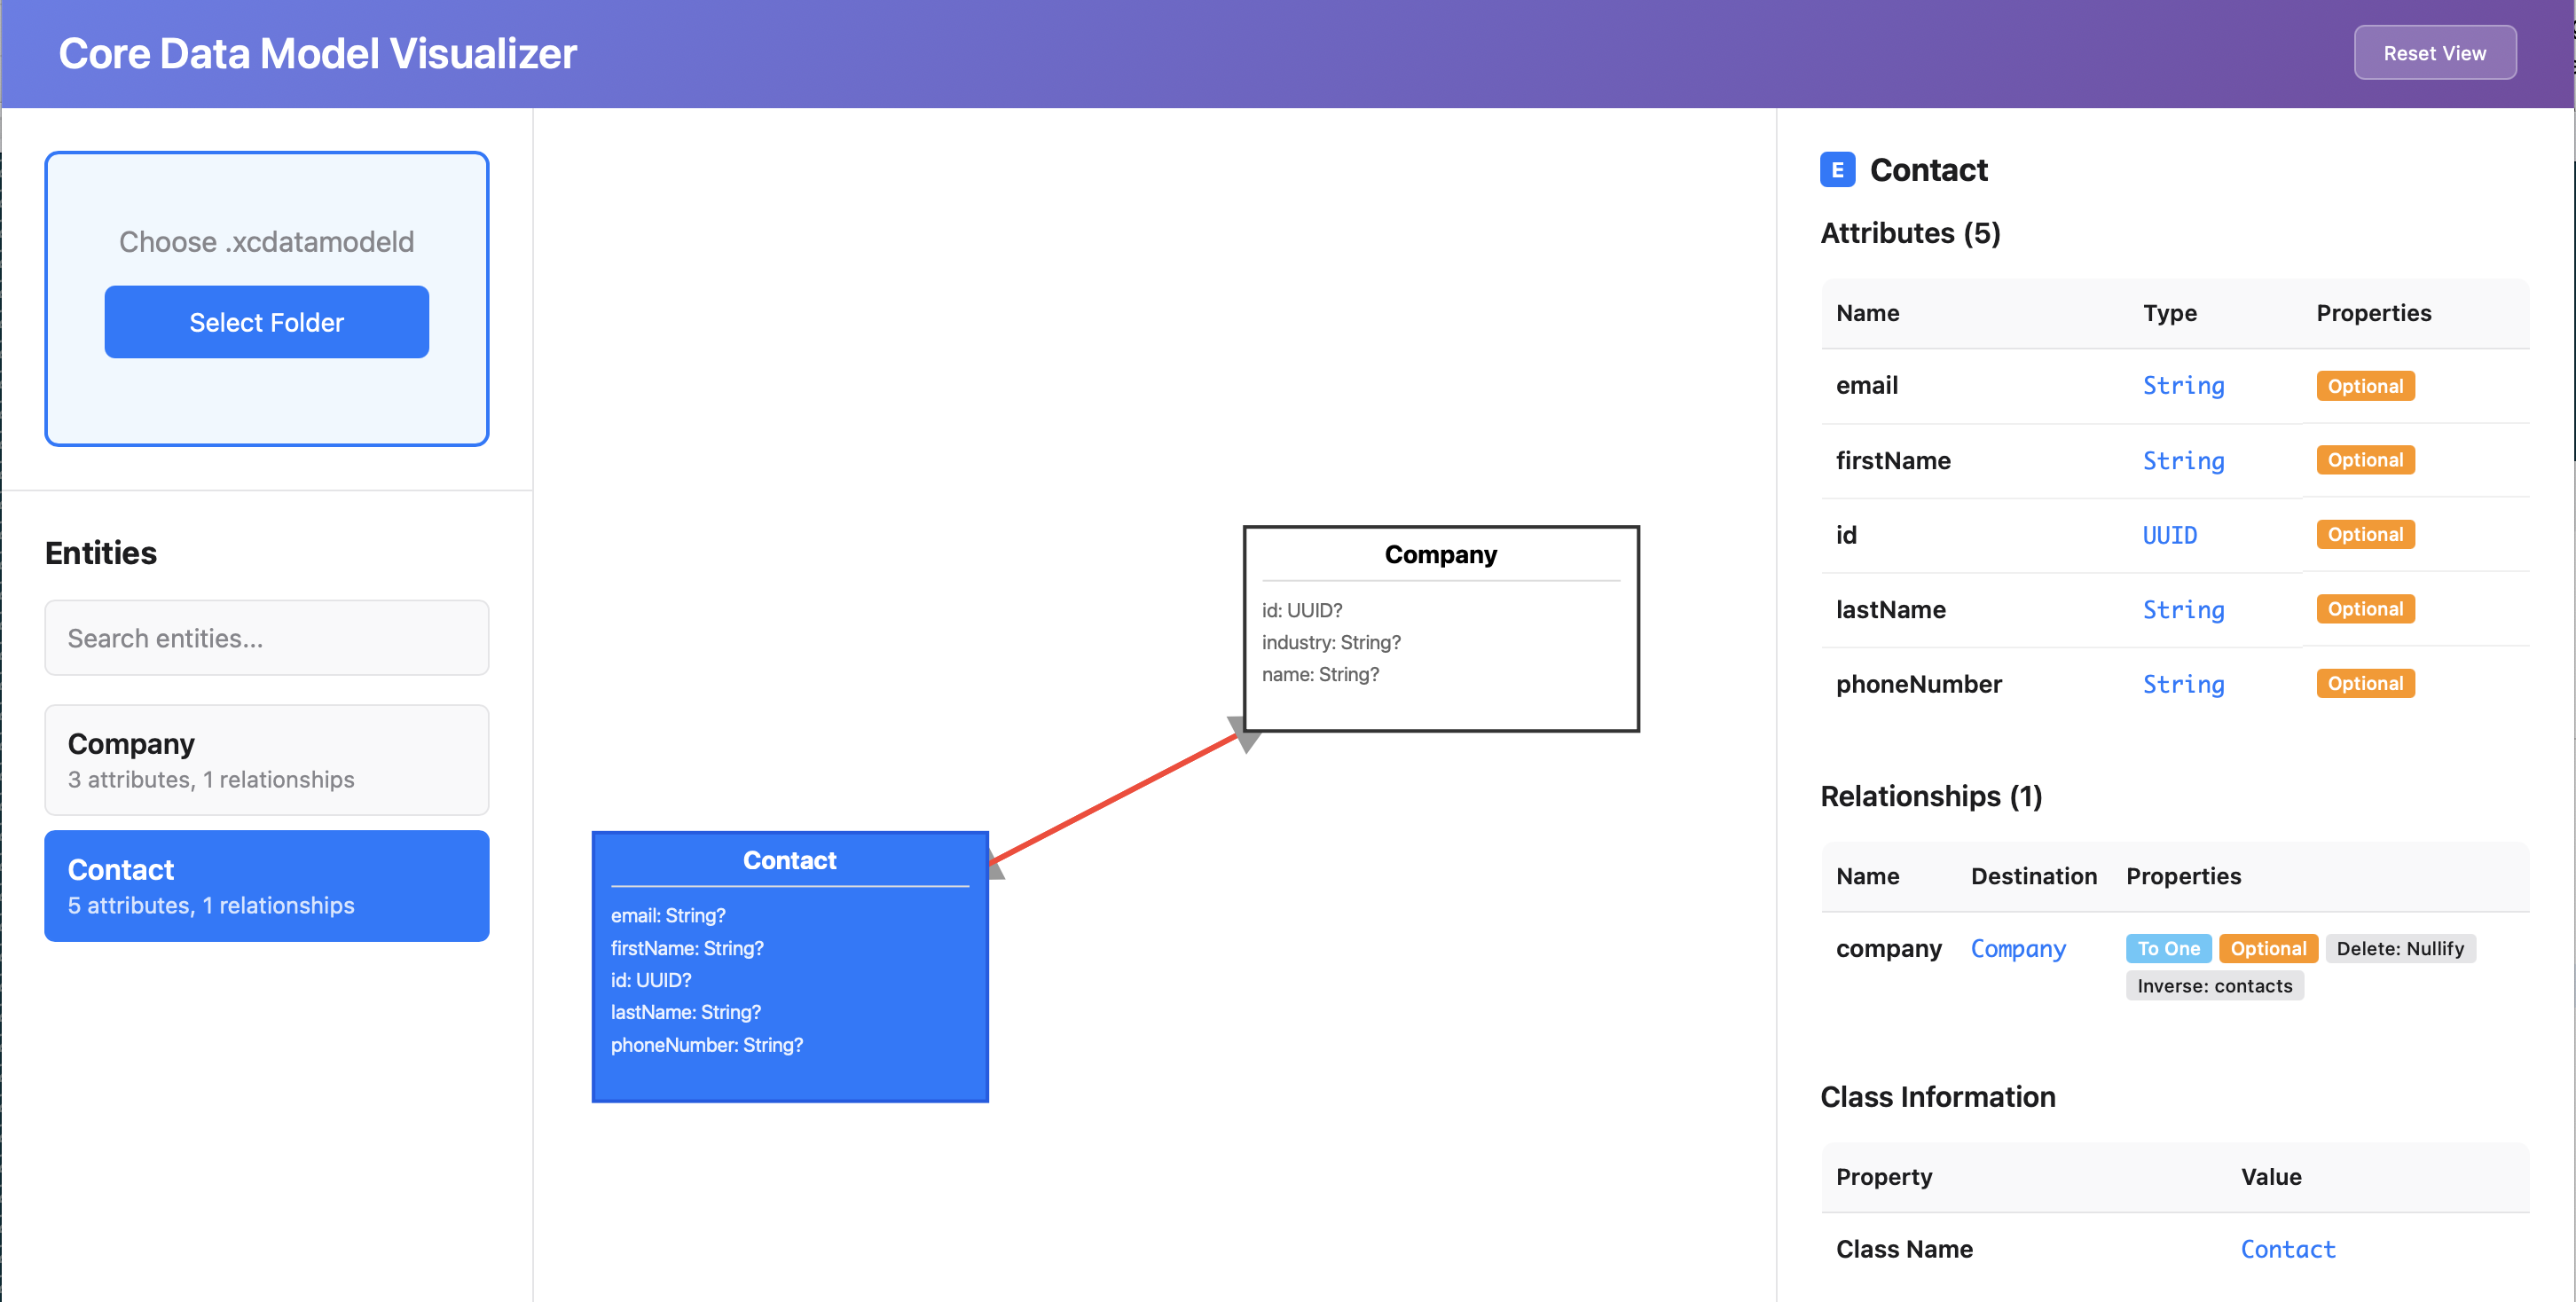 Core Data Model Visualizer
Reset View
Choose .xcdatamodeld
Select Folder
Entities
Search entities...
Company
3 attributes, 1 relationships
Contact
5 attributes, 1 relationships
Company
id: UUID?
industry: String?
name: String?
Contact
email: String?
firstName: String?
id: UUID?
lastName: String?
phoneNumber: String?
E Contact
Attributes (5)
Name Type Properties
email String Optional
firstName String Optional
id UUID Optional
lastName String Optional
phoneNumber String Optional
Relationships (1)
Name Destination Properties
company Company To One Optional Delete: Nullify
Inverse: contacts
Class Information
Property Value
Class Name Contact